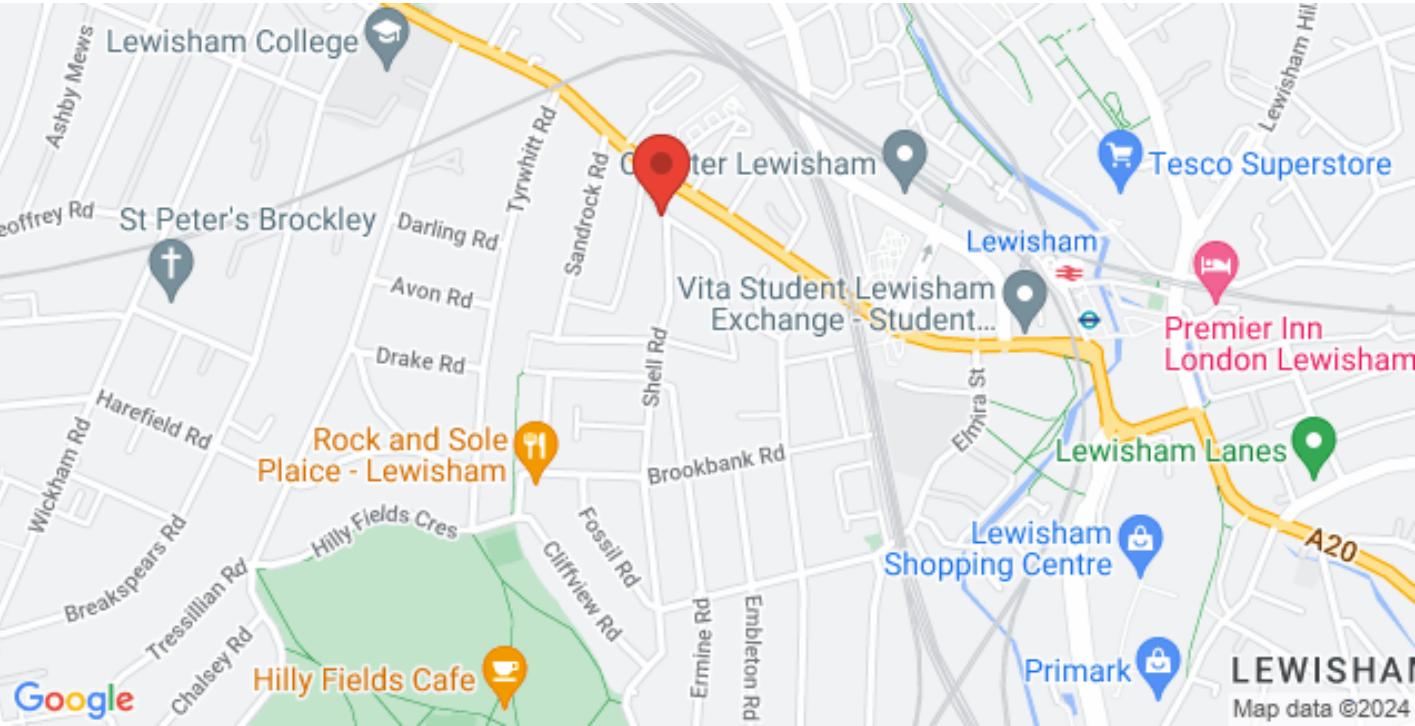 Lewisham College
Ashby Mews
Lewisham Hill
Tyrwhitt Rd
Sandrock Rd
Lewisham
Tesco Superstore
eoffrey Rd
St Peter's Brockley
Darling Rd
Lewisham
Avon Rd
Vita Student Lewisham
Exchange - Student...
Premier Inn
London Lewisham
Drake Rd
Shell Rd
Elmira St
Harefield Rd
Wickham Rd
Rock and Sole
Plaice - Lewisham
Brookbank Rd
Lewisham Lanes
Hilly Fields Cres
Fossil Rd
Cliffview Rd
Lewisham
Shopping Centre
A20
Breakspears Rd
Tressillian Rd
Chalsey Rd
Ermine Rd
Embleton Rd
Hilly Fields Cafe
Primark
LEWISHAM
Google
Map data ©2024